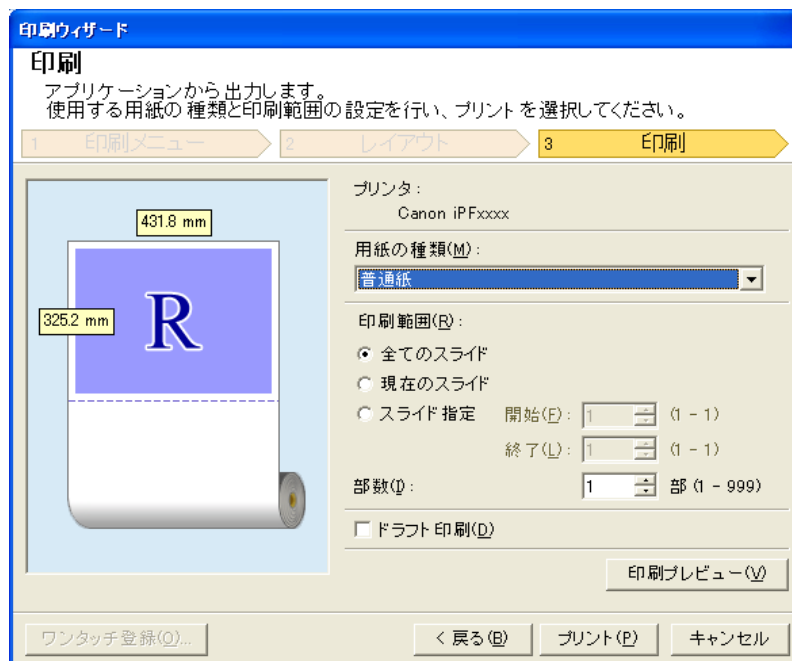 印刷ウィザード
印刷
アプリケーションから出力します。
使用する用紙の種類と印刷範囲の設定を行い、プリントを選択してください。
1 印刷メニュー 2 レイアウト 3 印刷
プリンタ:
Canon iPFxxxx
431.8 mm
用紙の種類(M):
普通紙
325.2 mm
R
印刷範囲(R):
全てのスライド
現在のスライド
スライド指定 開始(F): 1 (1 - 1)
終了(L): 1 (1 - 1)
部数(I): 1 部 (1 - 999)
ドラフト印刷(D)
印刷プレビュー(V)
ワンタッチ登録(O)... < 戻る(B) プリント(P) キャンセル